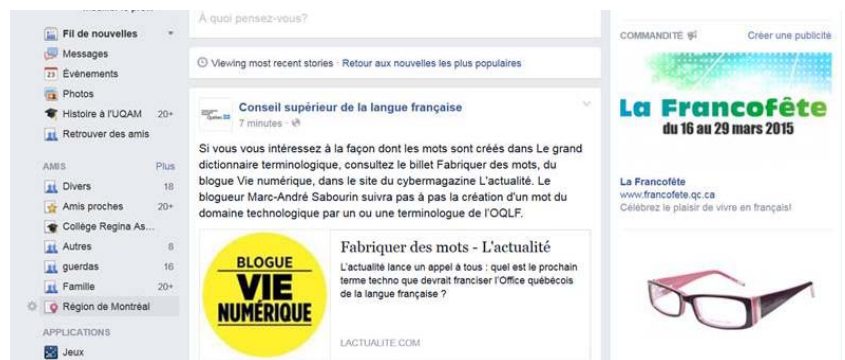 À quoi pensez-vous?
Fil de nouvelles
Messages
23 Événements
Photos
Histoire à l'UQAM 20+
Retrouver des amis
AMIS Plus
Divers 18
Amis proches 20+
Collège Regina As...
Autres 8
guerdas 16
Famille 20+
Région de Montréal
APPLICATIONS
Jeux
Viewing most recent stories · Retour aux nouvelles les plus populaires
Conseil supérieur de la langue française
7 minutes ·
Si vous vous intéressez à la façon dont les mots sont créés dans Le grand
dictionnaire terminologique, consultez le billet Fabriquer des mots, du
blogue Vie numérique, dans le site du cybermagazine L'actualité. Le
blogueur Marc-André Sabourin suivra pas à pas la création d'un mot du
domaine technologique par un ou une terminologue de l'OQLF.
BLOGUE
VIE
NUMÉRIQUE
Fabriquer des mots - L'actualité
L'actualité lance un appel à tous : quel est le prochain
terme techno que devrait franciser l'Office québécois
de la langue française ?
LACTUALITE.COM
COMMANDITÉ Créer une publicité
La Francofête
du 16 au 29 mars 2015
La Francofête
www.francofete.qc.ca
Célébrez le plaisir de vivre en français!